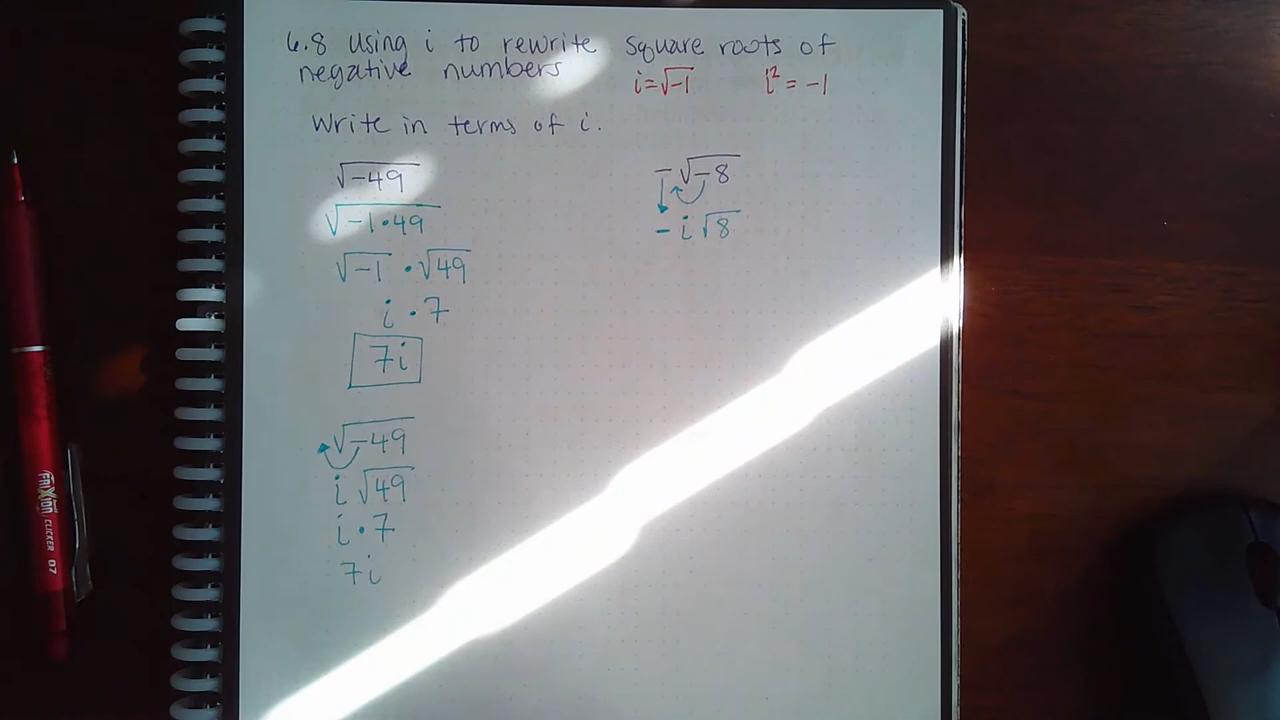 6.8 Using i to rewrite square roots of
negative numbers i=√-1 i² = -1
Write in terms of i.
√-49
√-1•49
√-1 • √49
i • 7
7i
√-49
i √49
i • 7
7i
-√-8
- i √8
FRIXION CLICKER 07